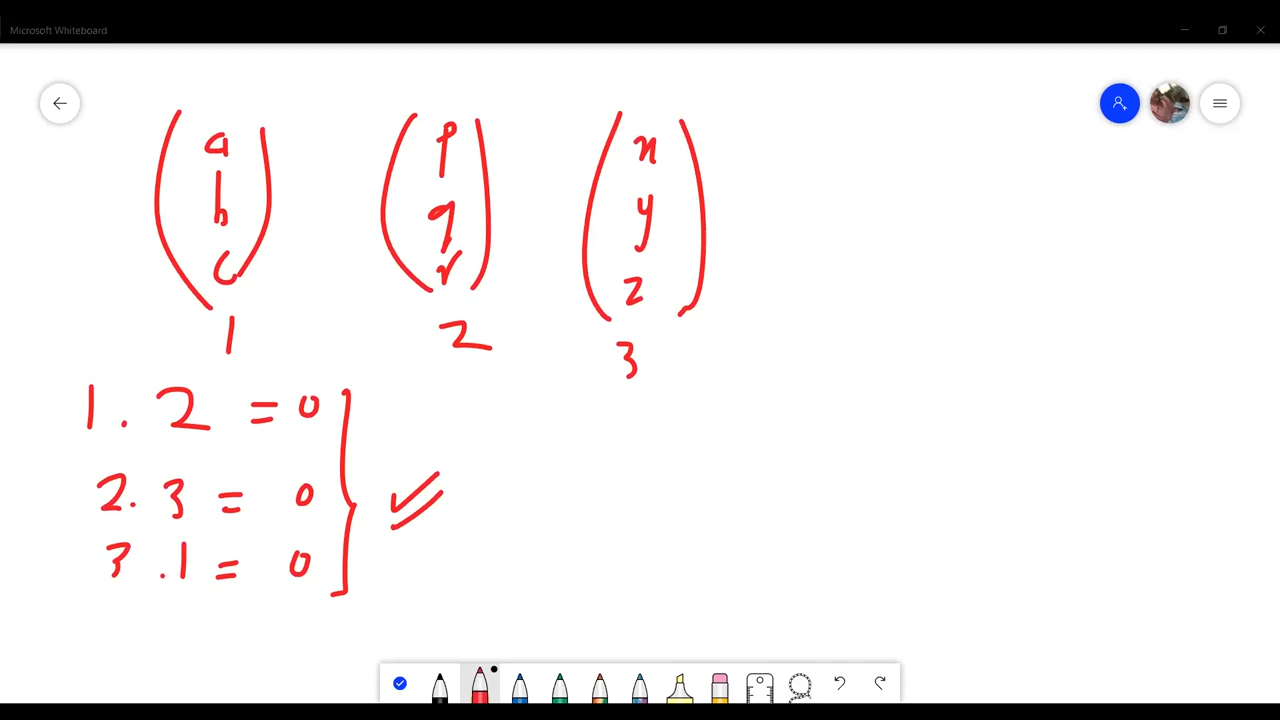 Microsoft Whiteboard
a p x
b q y
c r z
1 2 3
1 . 2 = 0
2 . 3 = 0
3 . 1 = 0